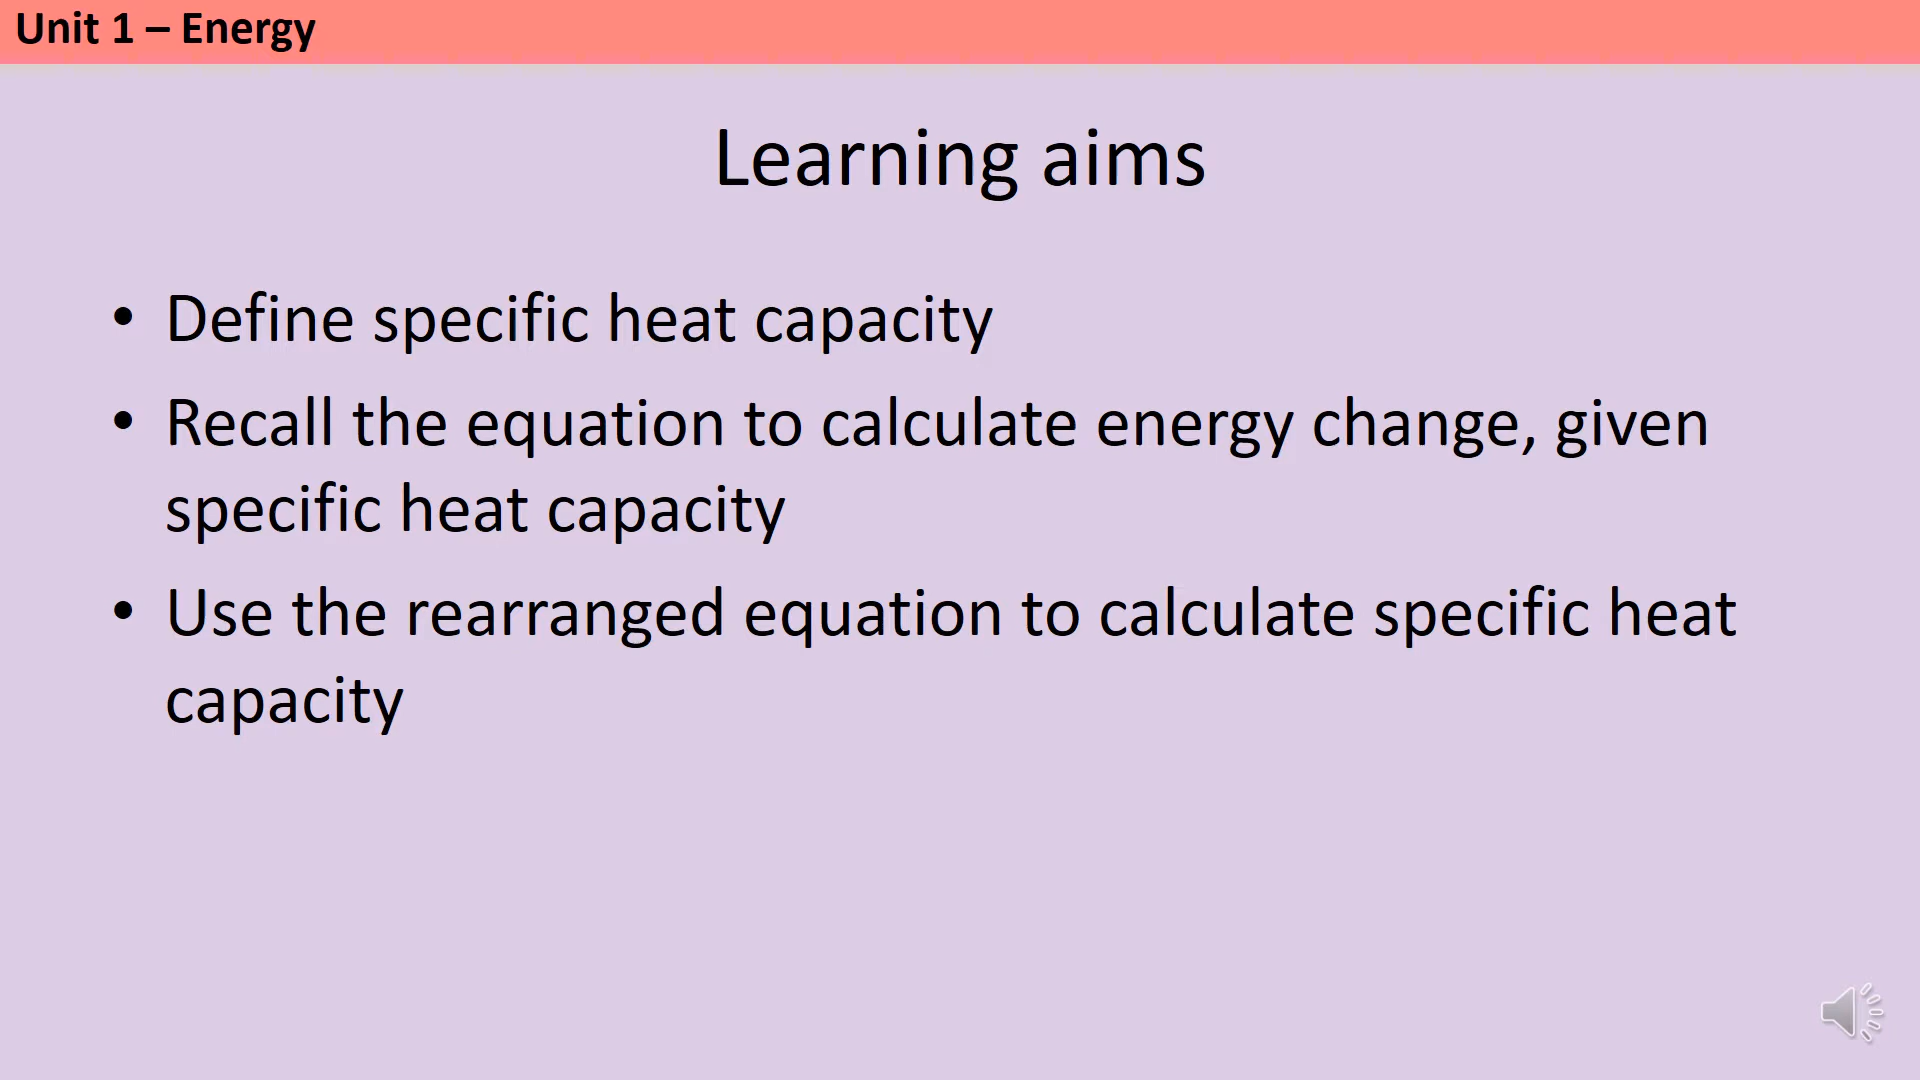 Unit 1 – Energy
Learning aims
• Define specific heat capacity
• Recall the equation to calculate energy change, given
specific heat capacity
• Use the rearranged equation to calculate specific heat
capacity